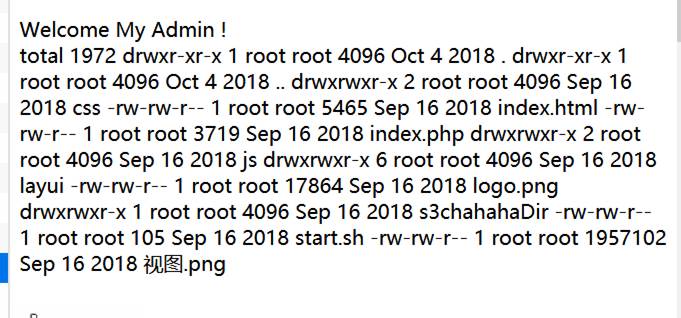 Welcome My Admin !
total 1972 drwxr-xr-x 1 root root 4096 Oct 4 2018 . drwxr-xr-x 1
root root 4096 Oct 4 2018 .. drwxrwxr-x 2 root root 4096 Sep 16
2018 css -rw-rw-r-- 1 root root 5465 Sep 16 2018 index.html -rw-
rw-r-- 1 root root 3719 Sep 16 2018 index.php drwxrwxr-x 2 root
root 4096 Sep 16 2018 js drwxrwxr-x 6 root root 4096 Sep 16 2018
layui -rw-rw-r-- 1 root root 17864 Sep 16 2018 logo.png
drwxrwxr-x 1 root root 4096 Sep 16 2018 s3chahahaDir -rw-rw-r--
1 root root 105 Sep 16 2018 start.sh -rw-rw-r-- 1 root root 1957102
Sep 16 2018 视图.png